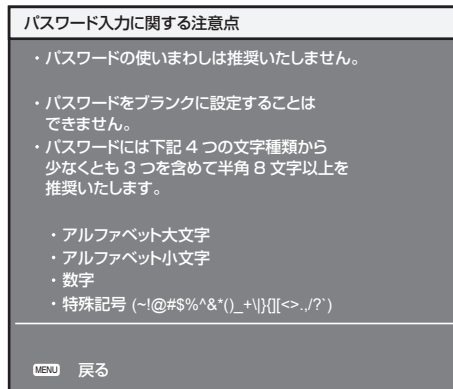 パスワード入力に関する注意点
・パスワードの使いまわしは推奨いたしません。
・パスワードをブランクに設定することは
できません。
・パスワードには下記 4 つの文字種類から
少なくとも 3 つを含めて半角 8 文字以上を
推奨いたします。
・アルファベット大文字
・アルファベット小文字
・数字
・特殊記号 (~!@#$%^&*()_+\|}{][<>.,/?`)
MENU 戻る